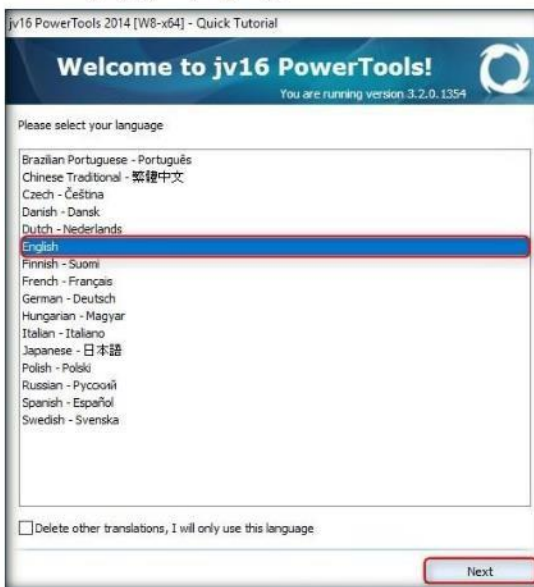 jv16 PowerTools 2014 [W8-x64] - Quick Tutorial
Welcome to jv16 PowerTools!
You are running version 3.2.0.1354
Please select your language
Brazilian Portuguese - Português
Chinese Traditional - 繁體中文
Czech - Čeština
Danish - Dansk
Dutch - Nederlands
English
Finnish - Suomi
French - Français
German - Deutsch
Hungarian - Magyar
Italian - Italiano
Japanese - 日本語
Polish - Polski
Russian - Русский
Spanish - Español
Swedish - Svenska
Delete other translations, I will only use this language
Next